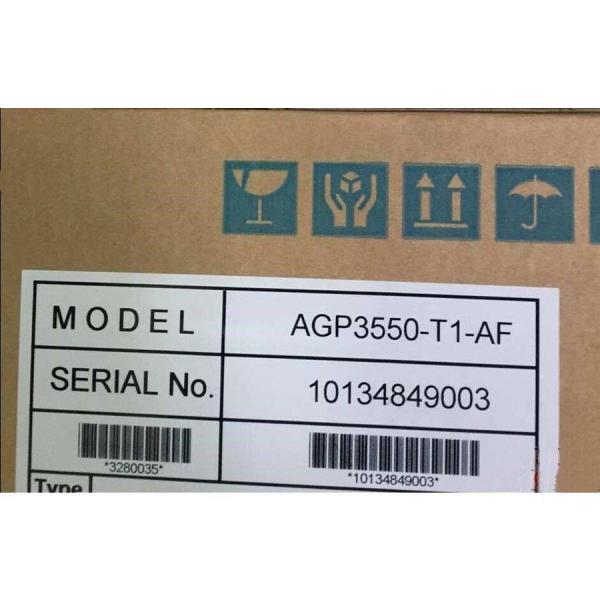 MODEL AGP3550-T1-AF
SERIAL No. 10134849003
*3280035* *10134849003*
Type